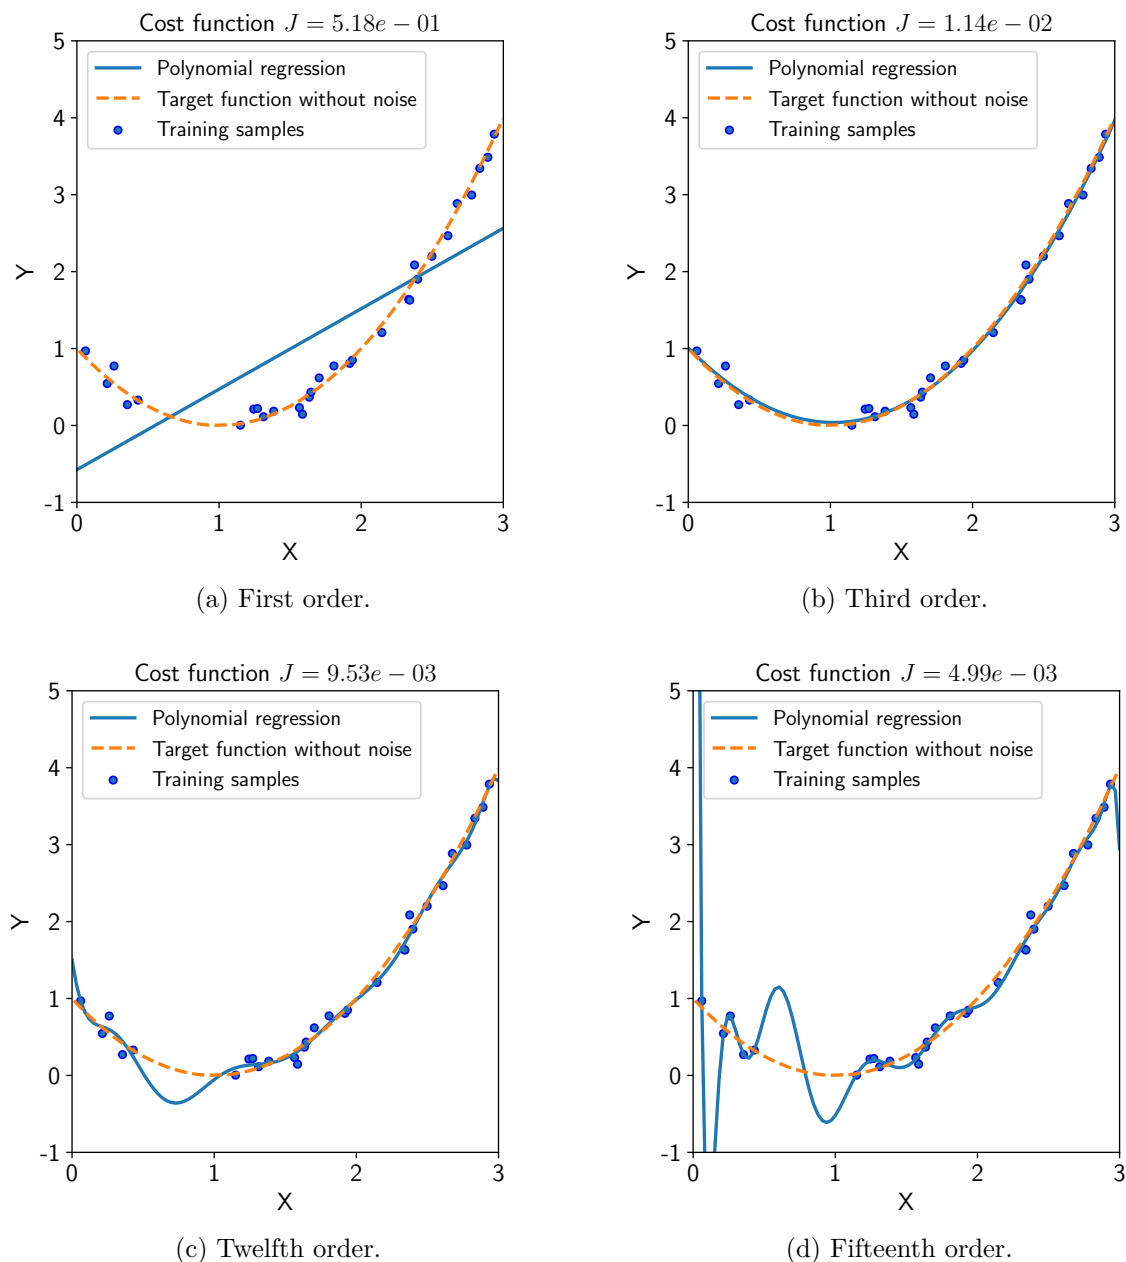 Cost function J = 5.18e − 01
5
4
3
2
1
0
-1
Y
Polynomial regression
Target function without noise
Training samples
0 1 2 3
X
(a) First order.
Cost function J = 1.14e − 02
5
4
3
2
1
0
-1
Y
Polynomial regression
Target function without noise
Training samples
0 1 2 3
X
(b) Third order.
Cost function J = 9.53e − 03
5
4
3
2
1
0
-1
Y
Polynomial regression
Target function without noise
Training samples
0 1 2 3
X
(c) Twelfth order.
Cost function J = 4.99e − 03
5
4
3
2
1
0
-1
Y
Polynomial regression
Target function without noise
Training samples
0 1 2 3
X
(d) Fifteenth order.